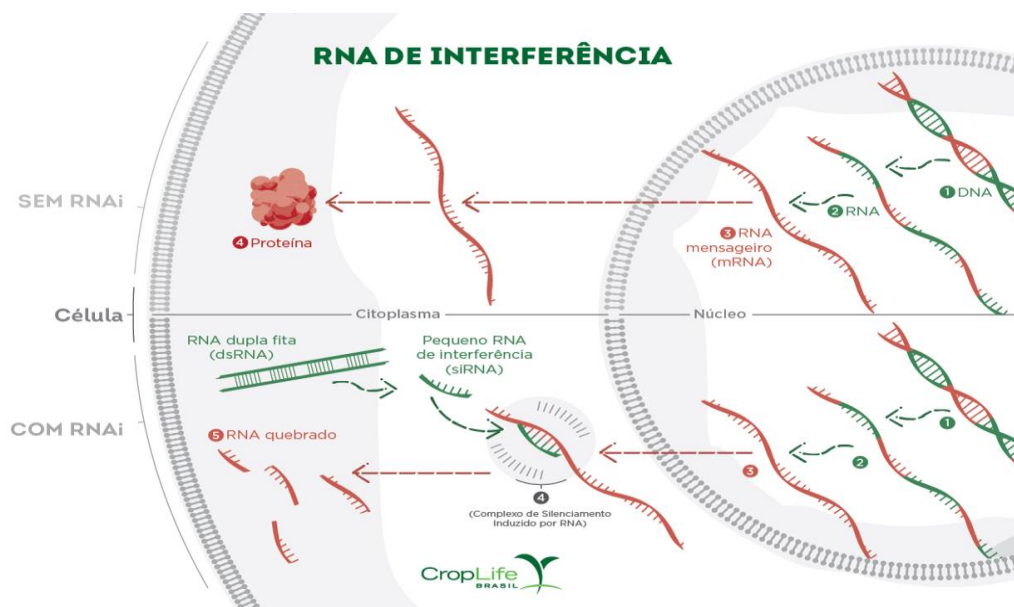 RNA DE INTERFERÊNCIA
SEM RNAi
1 DNA
2 RNA
3 RNA
mensageiro
(mRNA)
4 Proteína
Célula
Citoplasma
Núcleo
COM RNAi
RNA dupla fita
(dsRNA)
Pequeno RNA
de interferência
(siRNA)
1
2
3
4
(Complexo de Silenciamento
Induzido por RNA)
5 RNA quebrado
CropLife
BRASIL